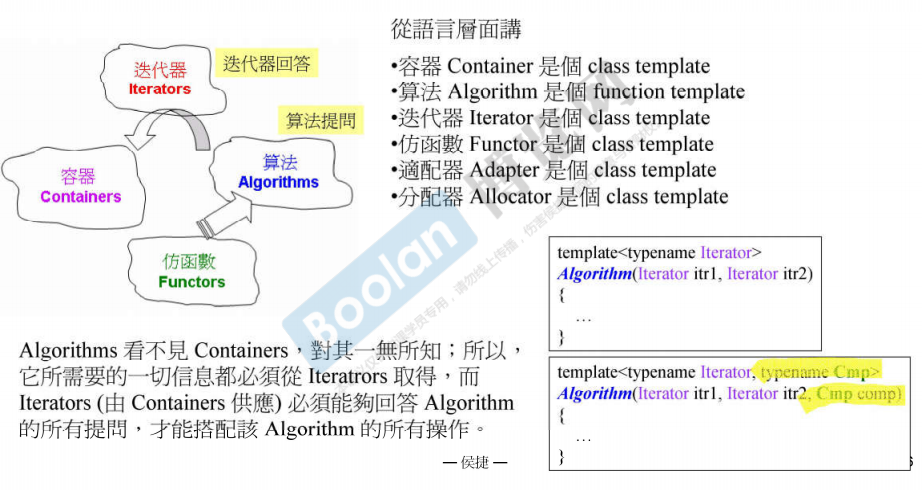 從語言層面講
迭代器
Iterators
迭代器回答
算法提問
容器
Containers
算法
Algorithms
仿函數
Functors
•容器 Container 是個 class template
•算法 Algorithm 是個 function template
•迭代器 Iterator 是個 class template
•仿函數 Functor 是個 class template
•適配器 Adapter 是個 class template
•分配器 Allocator 是個 class template
template<typename Iterator>
Algorithm(Iterator itr1, Iterator itr2)
{
...
}
template<typename Iterator, typename Cmp>
Algorithm(Iterator itr1, Iterator itr2, Cmp comp)
{
...
}
Algorithms 看不見 Containers，對其一無所知；所以，
它所需要的一切信息都必須從 Iteratrors 取得，而
Iterators (由 Containers 供應) 必須能夠回答 Algorithm
的所有提問，才能搭配該 Algorithm 的所有操作。
— 侯捷 —
Boolan 博览网